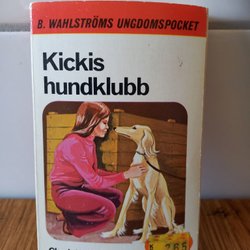 B. WAHLSTRÖMS UNGDOMSPOCKET
Kickis
hundklubb